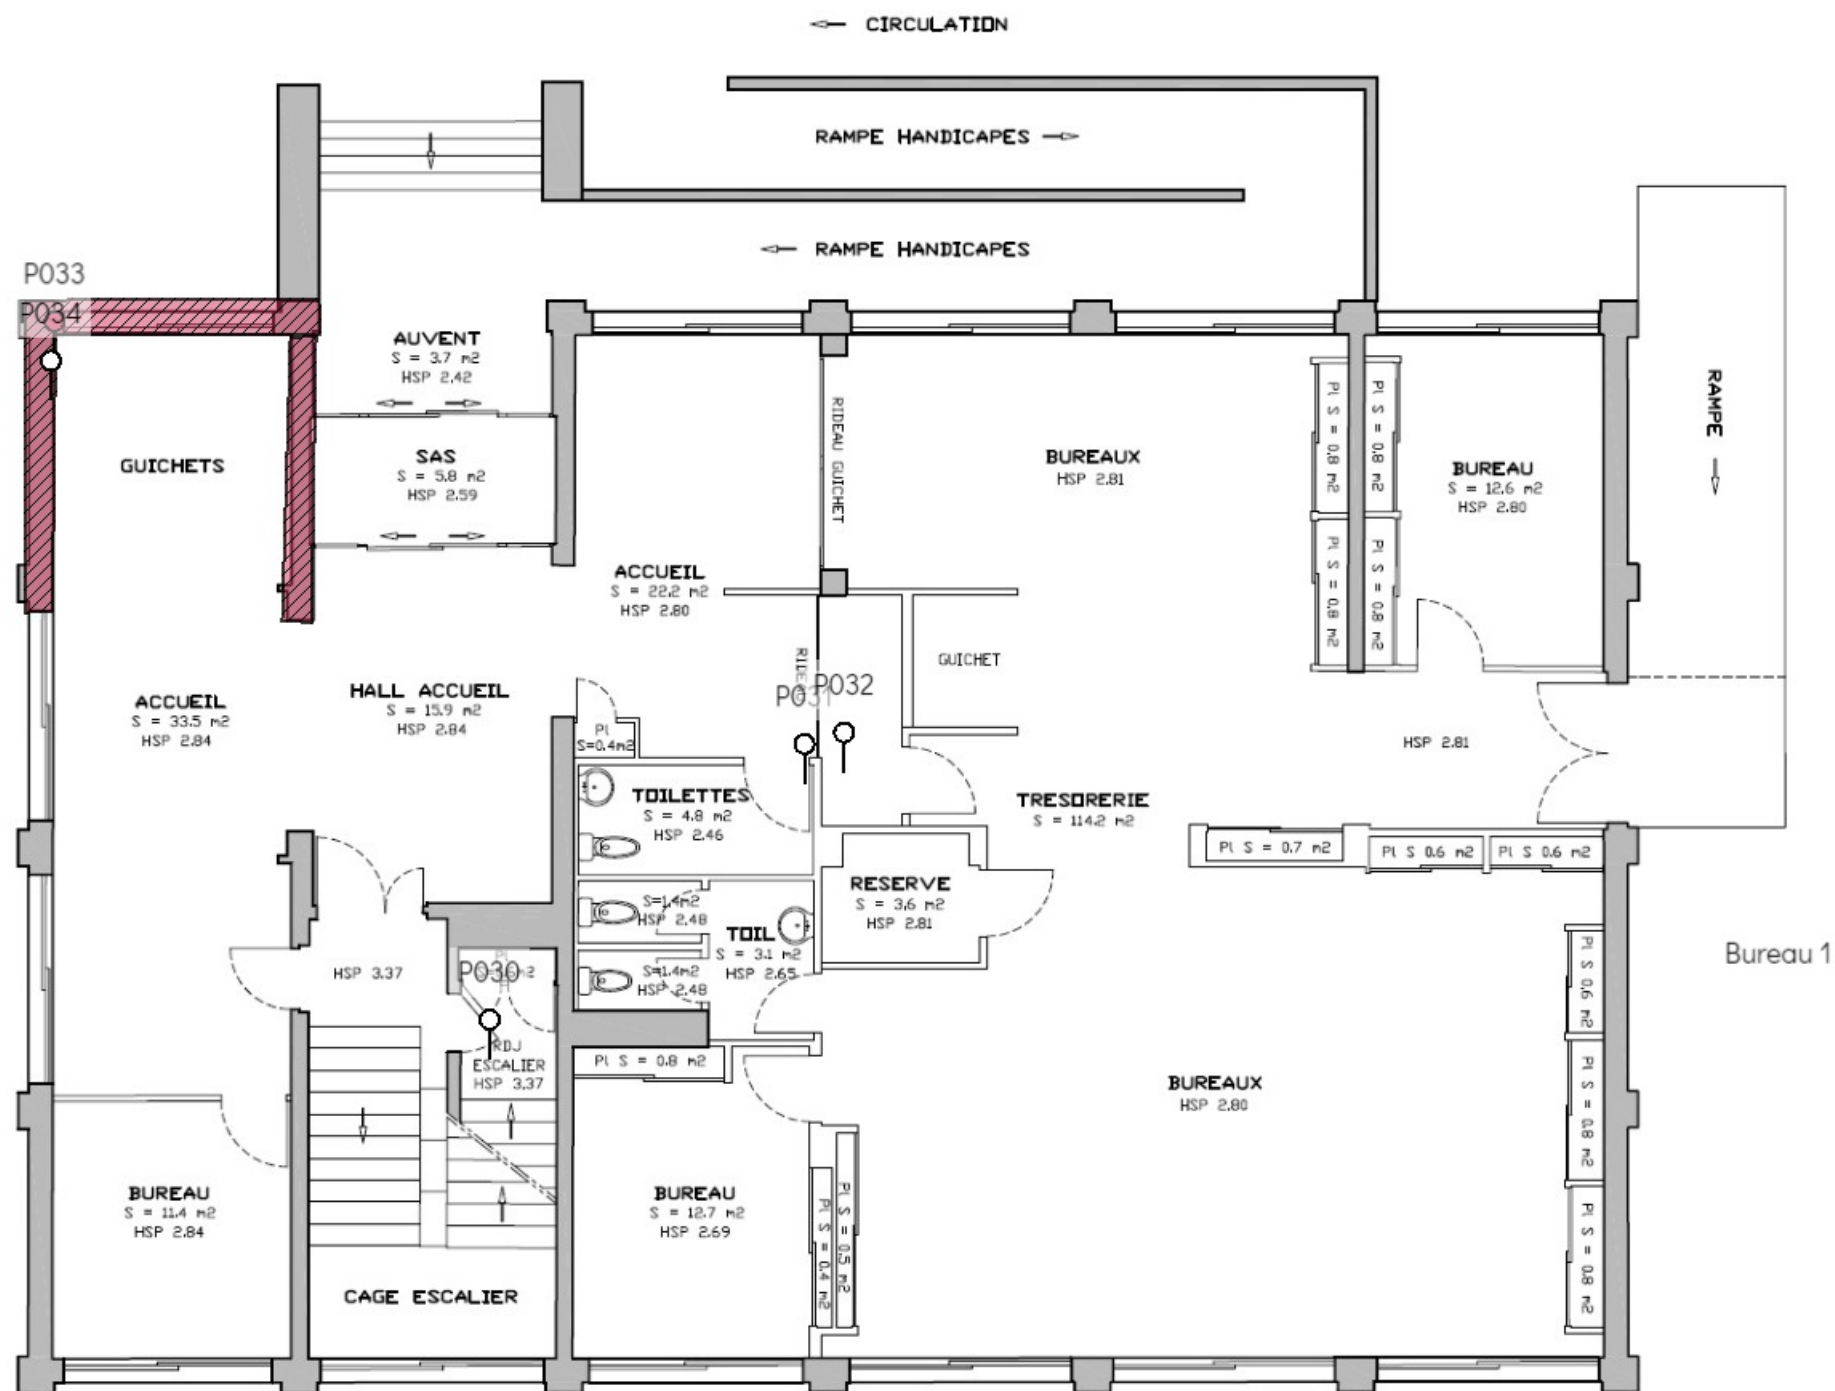 CIRCULATION
RAMPE HANDICAPES
RAMPE HANDICAPES
P033
P034
AUVENT
S = 3.7 m2
HSP 2.42
GUICHETS
SAS
S = 5.8 m2
HSP 2.59
RIDEAU GUICHET
BUREAUX
HSP 2.81
Pl S = 0.8 m2
Pl S = 0.8 m2
Pl S = 0.8 m2
Pl S = 0.8 m2
BUREAU
S = 12.6 m2
HSP 2.80
RAMPE
ACCUEIL
S = 22.2 m2
HSP 2.80
GUICHET
P031
P032
ACCUEIL
S = 33.5 m2
HSP 2.84
HALL ACCUEIL
S = 15.9 m2
HSP 2.84
Pl
S=0.4m2
HSP 2.81
TOILETTES
S = 4.8 m2
HSP 2.46
TRESORERIE
S = 114.2 m2
Pl S = 0.7 m2
Pl S 0.6 m2
Pl S 0.6 m2
RESERVE
S = 3.6 m2
HSP 2.81
S=1.4m2
HSP 2.48
TOIL
S = 3.1 m2
HSP 2.65
S=1.4m2
HSP 2.48
HSP 3.37
P030
RDJ
ESCALIER
HSP 3.37
Pl S = 0.8 m2
Pl S 0.6 m2
Bureau 1
Pl S = 0.8 m2
Pl S = 0.8 m2
BUREAUX
HSP 2.80
BUREAU
S = 11.4 m2
HSP 2.84
BUREAU
S = 12.7 m2
HSP 2.69
Pl S = 0.4 m2
Pl S = 0.5 m2
CAGE ESCALIER